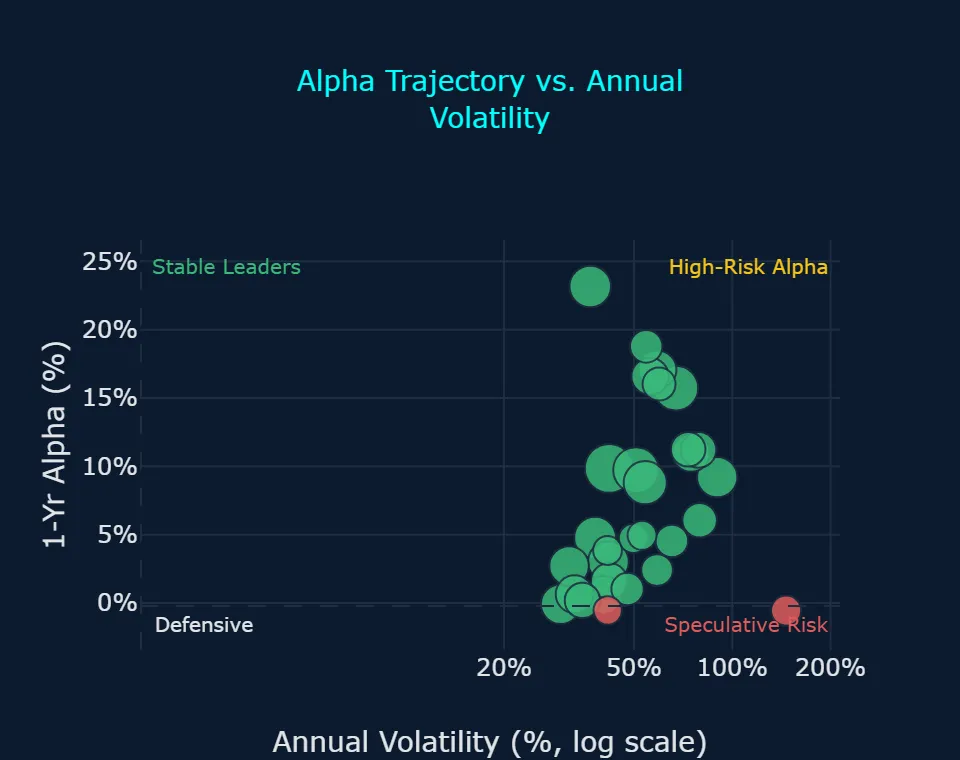 Alpha Trajectory vs. Annual
Volatility
25%
Stable Leaders
High-Risk Alpha
20%
15%
10%
5%
0%
1-Yr Alpha (%)
Defensive
Speculative Risk
20%
50%
100%
200%
Annual Volatility (%, log scale)